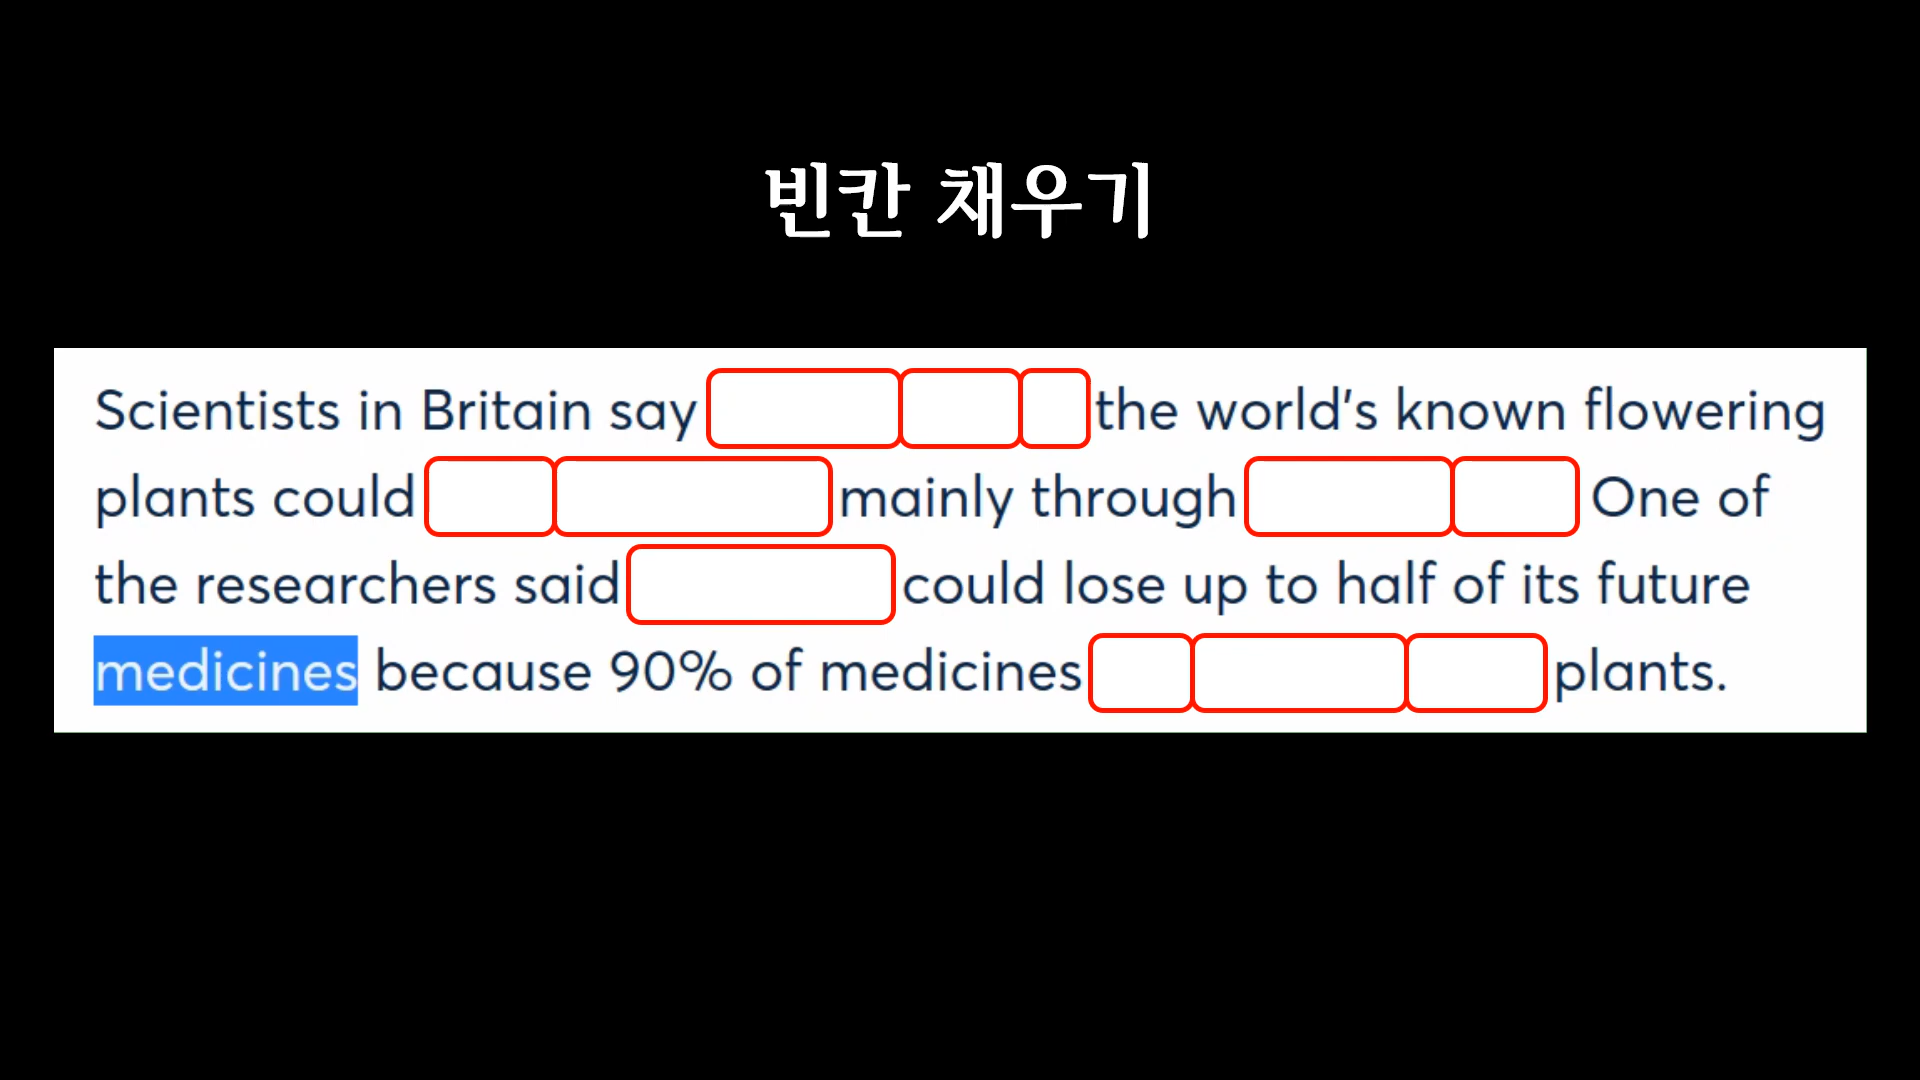 빈칸 채우기
Scientists in Britain say the world's known flowering
plants could mainly through One of
the researchers said could lose up to half of its future
medicines because 90% of medicines plants.